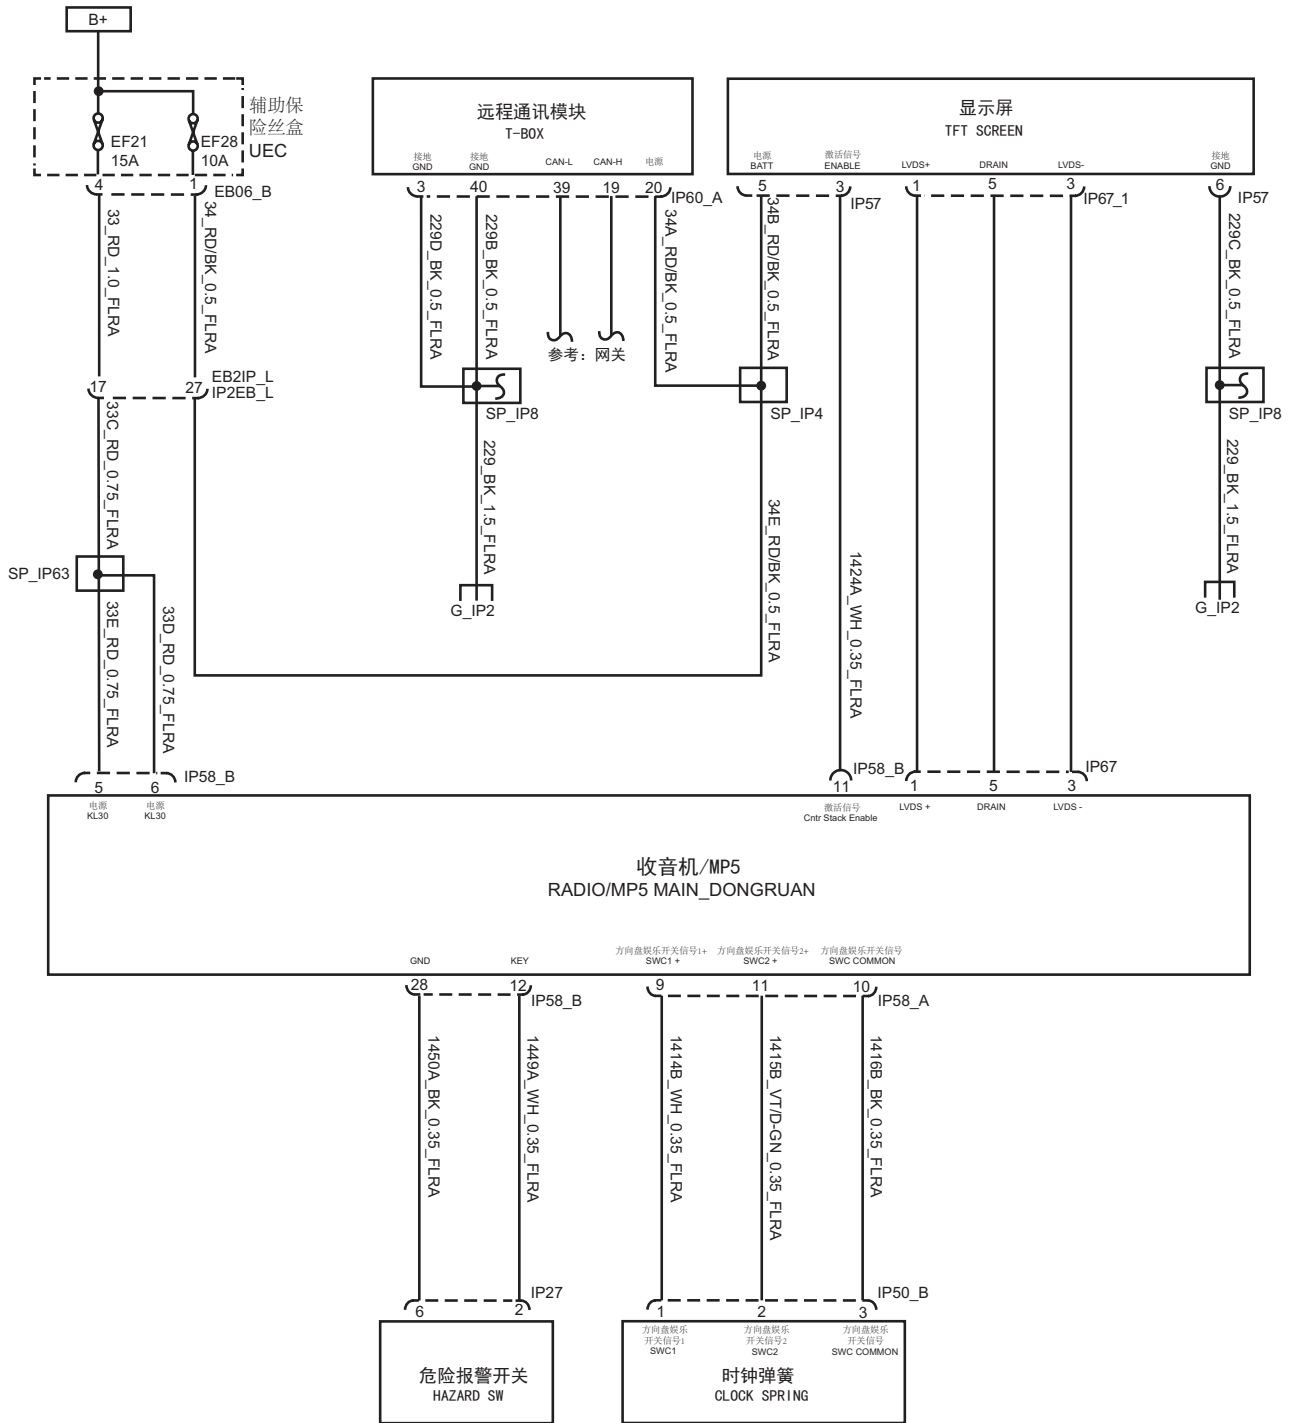 B+
辅助保
险丝盒
UEC
EF21
15A
EF28
10A
4
1
EB06_B
远程通讯模块
T-BOX
接地
GND
接地
GND
CAN-L
CAN-H
电源
3
40
39
19
20
IP60_A
显示屏
TFT SCREEN
电源
BATT
激活信号
ENABLE
LVDS+
DRAIN
LVDS-
接地
GND
5
3
IP57
1
5
3
IP67_1
6
IP57
33_RD_1.0_FLRA
34_RD/BK_0.5_FLRA
229D_BK_0.5_FLRA
229B_BK_0.5_FLRA
34A_RD/BK_0.5_FLRA
34B_RD/BK_0.5_FLRA
229C_BK_0.5_FLRA
参考：网关
17
27
EB2IP_L
IP2EB_L
SP_IP8
SP_IP4
SP_IP8
33C_RD_0.75_FLRA
229_BK_1.5_FLRA
34E_RD/BK_0.5_FLRA
1424A_WH_0.35_FLRA
229_BK_1.5_FLRA
SP_IP63
G_IP2
G_IP2
33E_RD_0.75_FLRA
33D_RD_0.75_FLRA
IP58_B
5
6
电源
KL30
电源
KL30
IP58_B
11
激活信号
Cntr Stack Enable
IP67
1
5
3
LVDS +
DRAIN
LVDS -
收音机/MP5
RADIO/MP5 MAIN_DONGRUAN
GND
KEY
方向盘娱乐开关信号1+
SWC1 +
方向盘娱乐开关信号2+
SWC2 +
方向盘娱乐开关信号
SWC COMMON
28
12
IP58_B
9
11
10
IP58_A
1450A_BK_0.35_FLRA
1449A_WH_0.35_FLRA
1414B_WH_0.35_FLRA
1415B_VT/D-GN_0.35_FLRA
1416B_BK_0.35_FLRA
6
2
IP27
1
2
3
IP50_B
危险报警开关
HAZARD SW
方向盘娱乐
开关信号1
SWC1
方向盘娱乐
开关信号2
SWC2
方向盘娱乐
开关信号
SWC COMMON
时钟弹簧
CLOCK SPRING